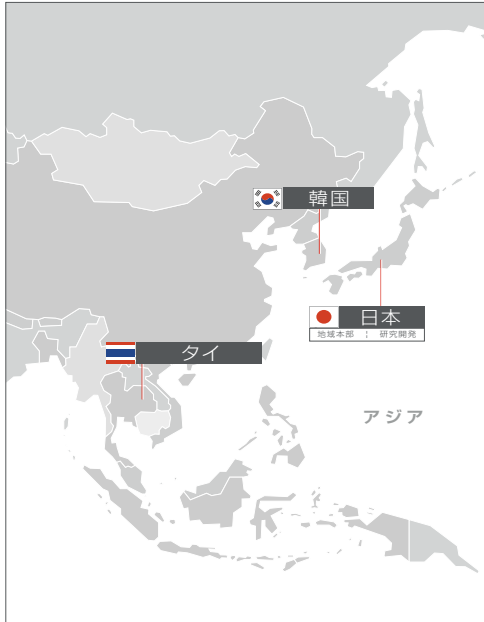 韓国
日本
地域本部 ¦ 研究開発
タイ
アジア